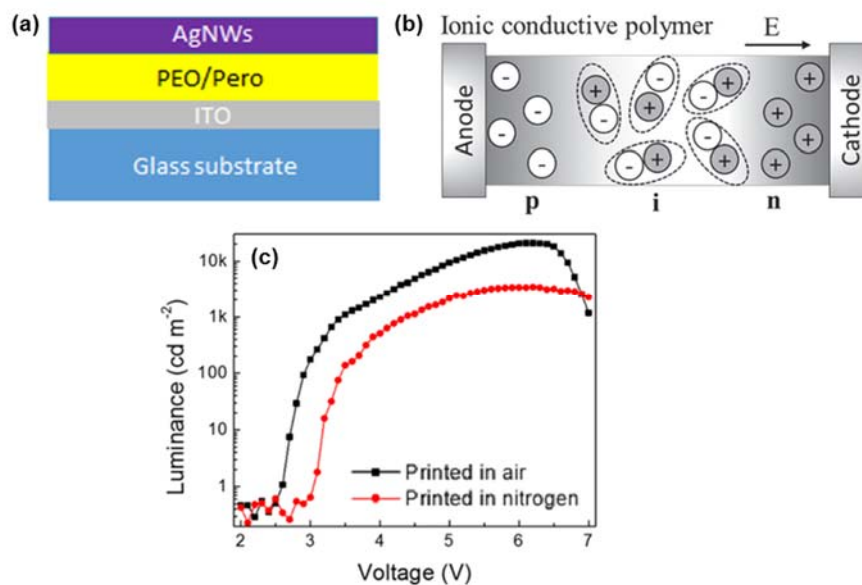 (a)
AgNWs
PEO/Pero
ITO
Glass substrate
(b)
Ionic conductive polymer
E
Anode
- - - + - + - + - + - + - + + + + +
Cathode
p i n
(c)
Luminance (cd m⁻²)
10k
1k
100
10
1
Printed in air
Printed in nitrogen
2 3 4 5 6 7
Voltage (V)